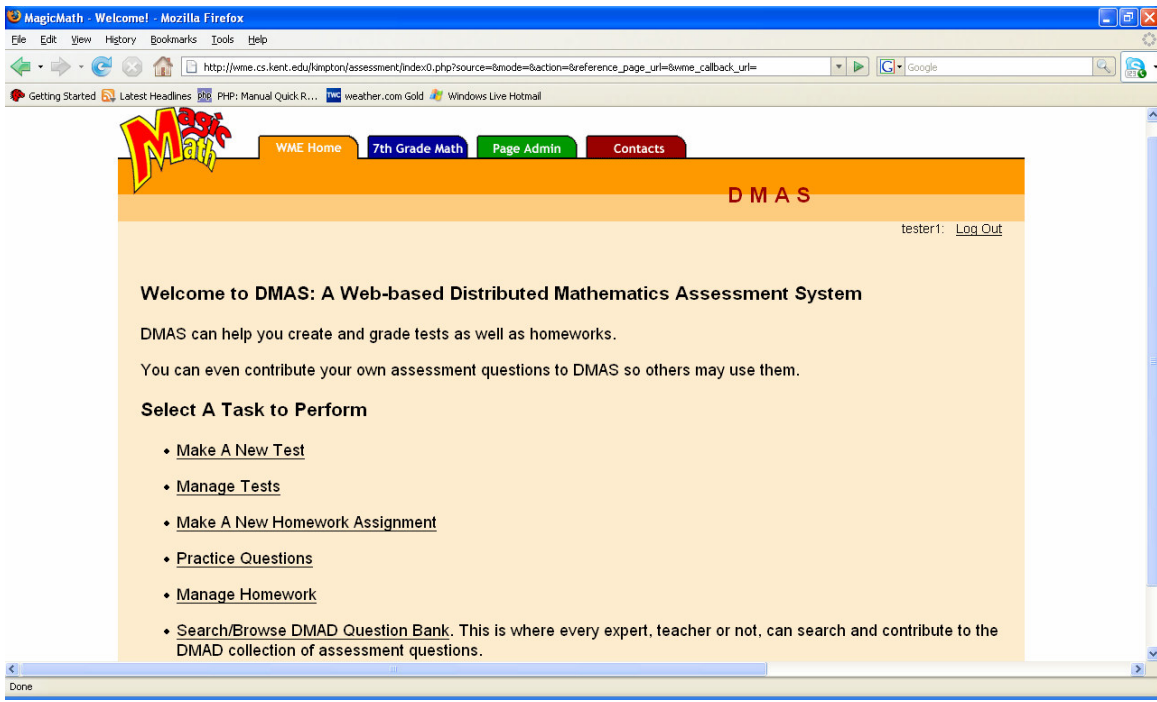 MagicMath - Welcome! - Mozilla Firefox
File Edit View History Bookmarks Tools Help
http://wme.cs.kent.edu/kimpton/assessment/index0.php?source=&mode=&action=&reference_page_url=&wme_callback_url=
G Google
Getting Started Latest Headlines php PHP: Manual Quick R... TWC weather.com Gold Windows Live Hotmail
Magic Math
WME Home 7th Grade Math Page Admin Contacts
D M A S
tester1: Log Out
Welcome to DMAS: A Web-based Distributed Mathematics Assessment System
DMAS can help you create and grade tests as well as homeworks.
You can even contribute your own assessment questions to DMAS so others may use them.
Select A Task to Perform
• Make A New Test
• Manage Tests
• Make A New Homework Assignment
• Practice Questions
• Manage Homework
• Search/Browse DMAD Question Bank. This is where every expert, teacher or not, can search and contribute to the
DMAD collection of assessment questions.
Done